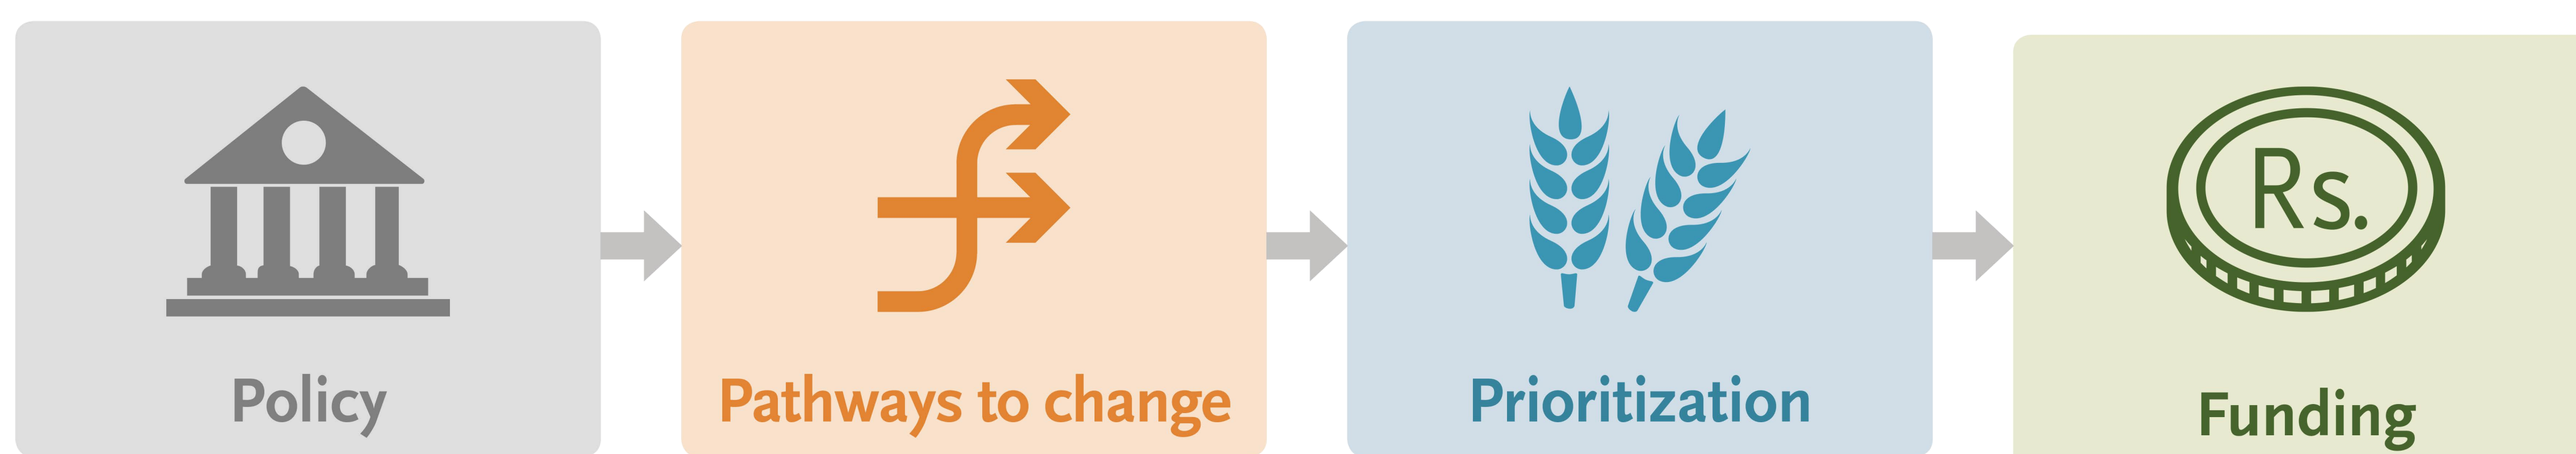 Policy
Pathways to change
Prioritization
Rs.
Funding